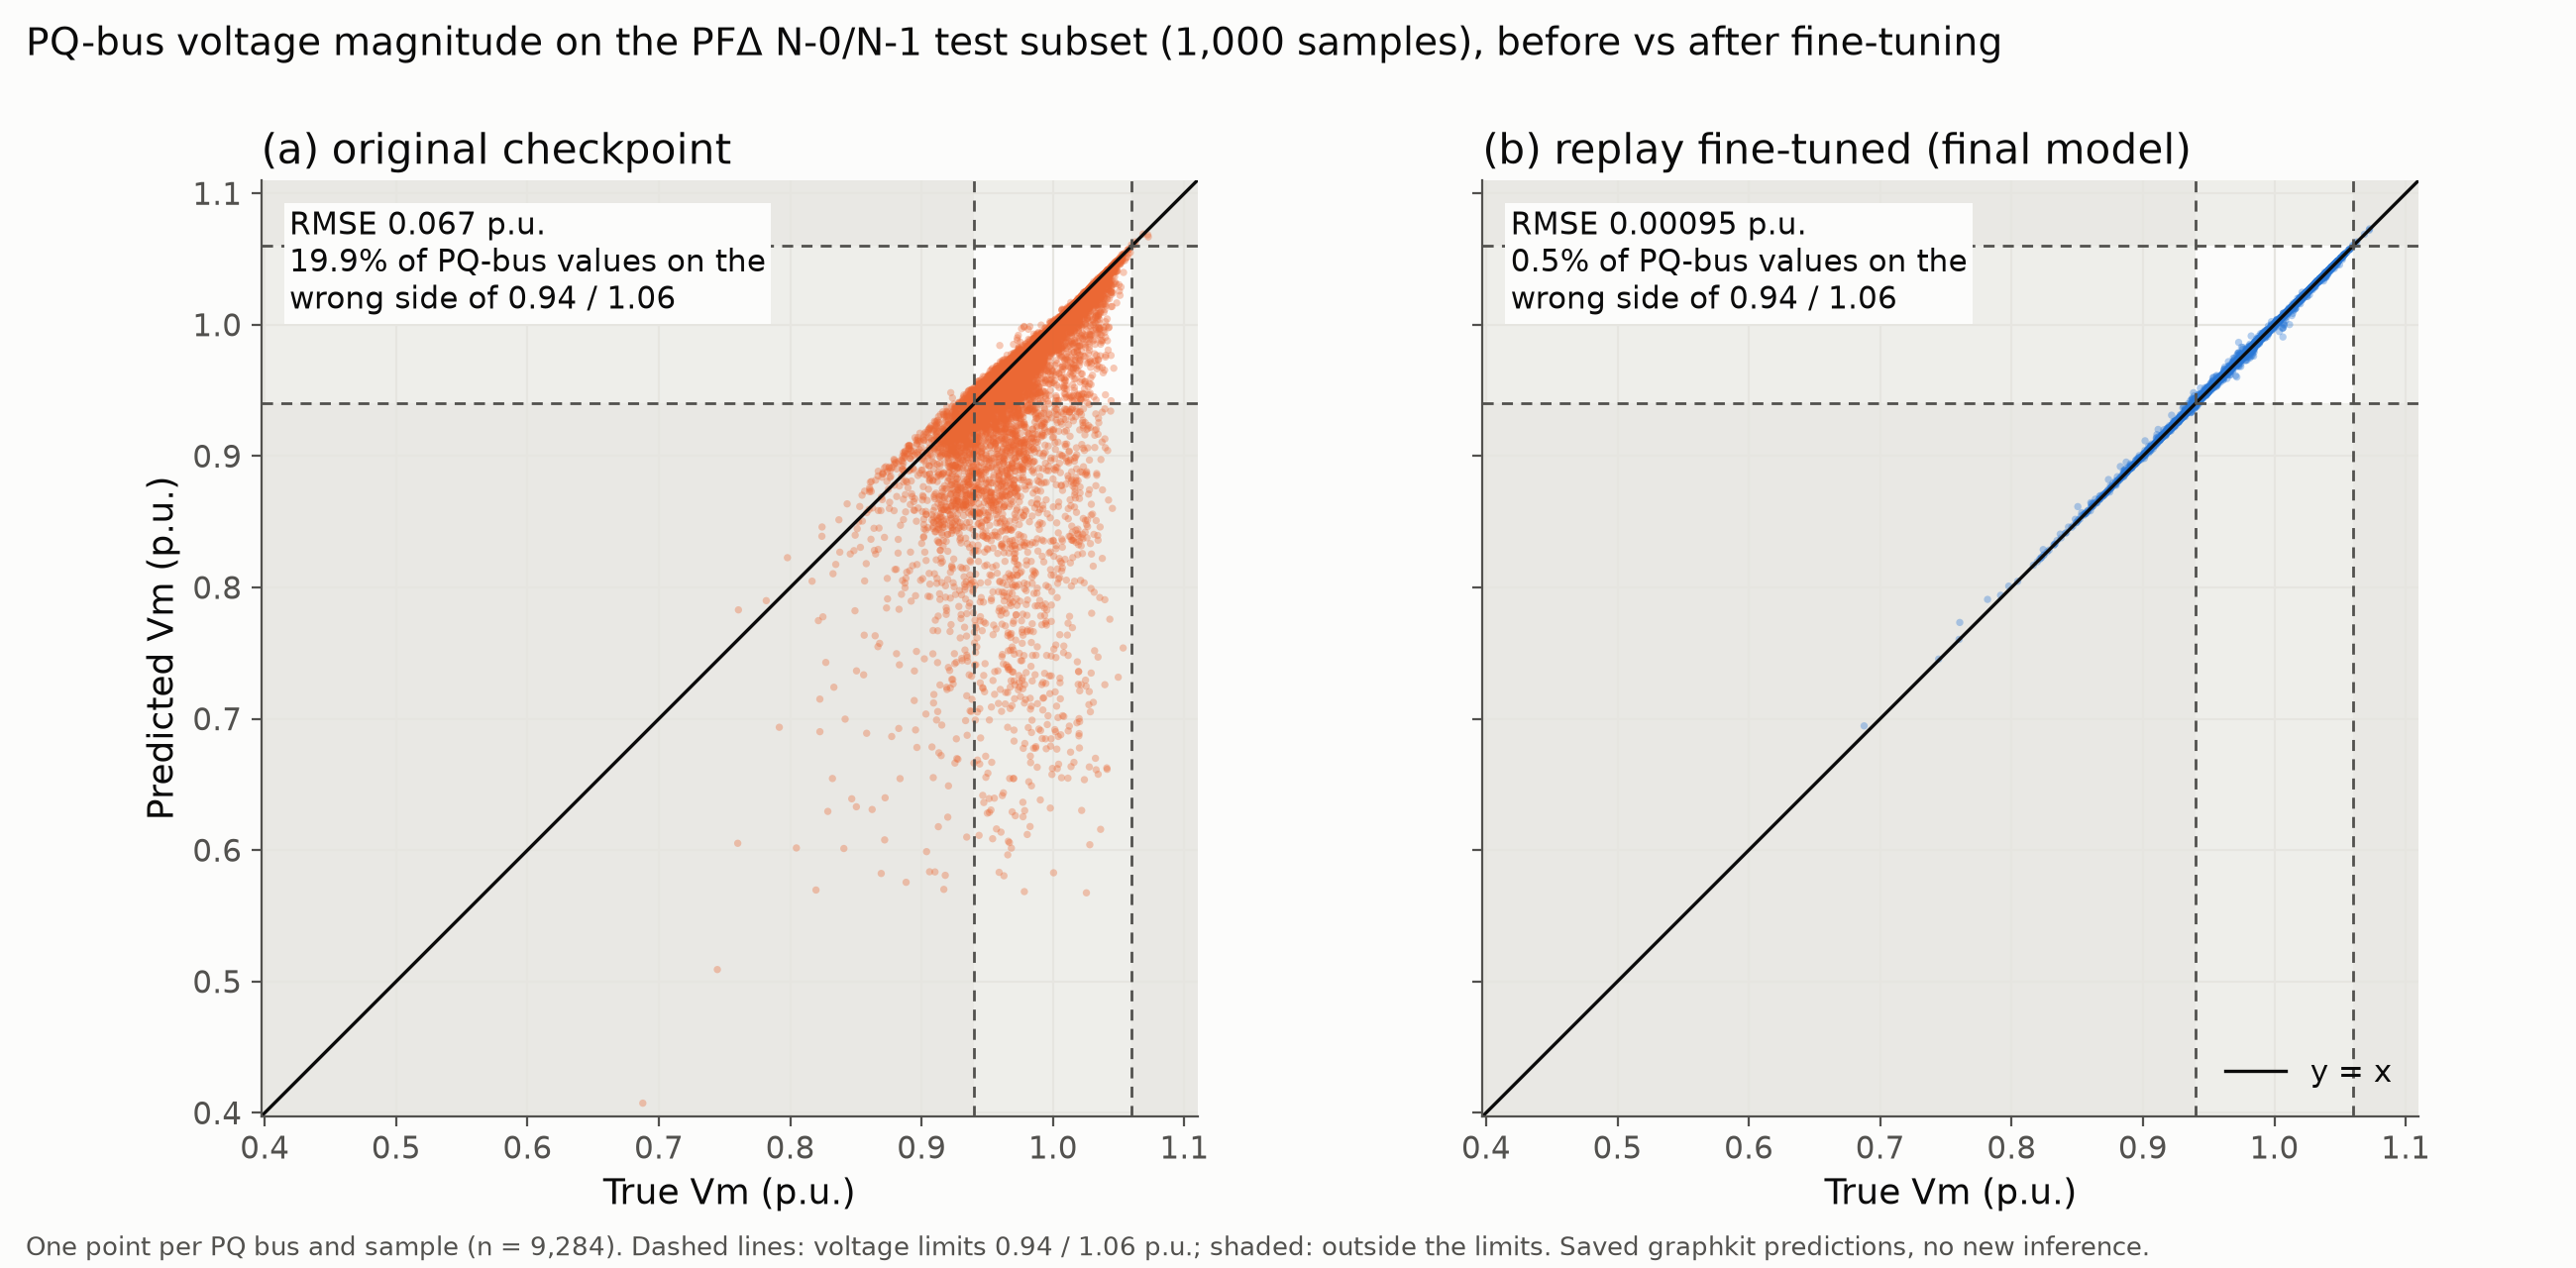 PQ-bus voltage magnitude on the PFΔ N-0/N-1 test subset (1,000 samples), before vs after fine-tuning
(a) original checkpoint
RMSE 0.067 p.u.
19.9% of PQ-bus values on the
wrong side of 0.94 / 1.06
1.1
1.0
0.9
0.8
0.7
0.6
0.5
0.4
Predicted Vm (p.u.)
0.4 0.5 0.6 0.7 0.8 0.9 1.0 1.1
True Vm (p.u.)
(b) replay fine-tuned (final model)
RMSE 0.00095 p.u.
0.5% of PQ-bus values on the
wrong side of 0.94 / 1.06
y = x
0.4 0.5 0.6 0.7 0.8 0.9 1.0 1.1
True Vm (p.u.)
One point per PQ bus and sample (n = 9,284). Dashed lines: voltage limits 0.94 / 1.06 p.u.; shaded: outside the limits. Saved graphkit predictions, no new inference.